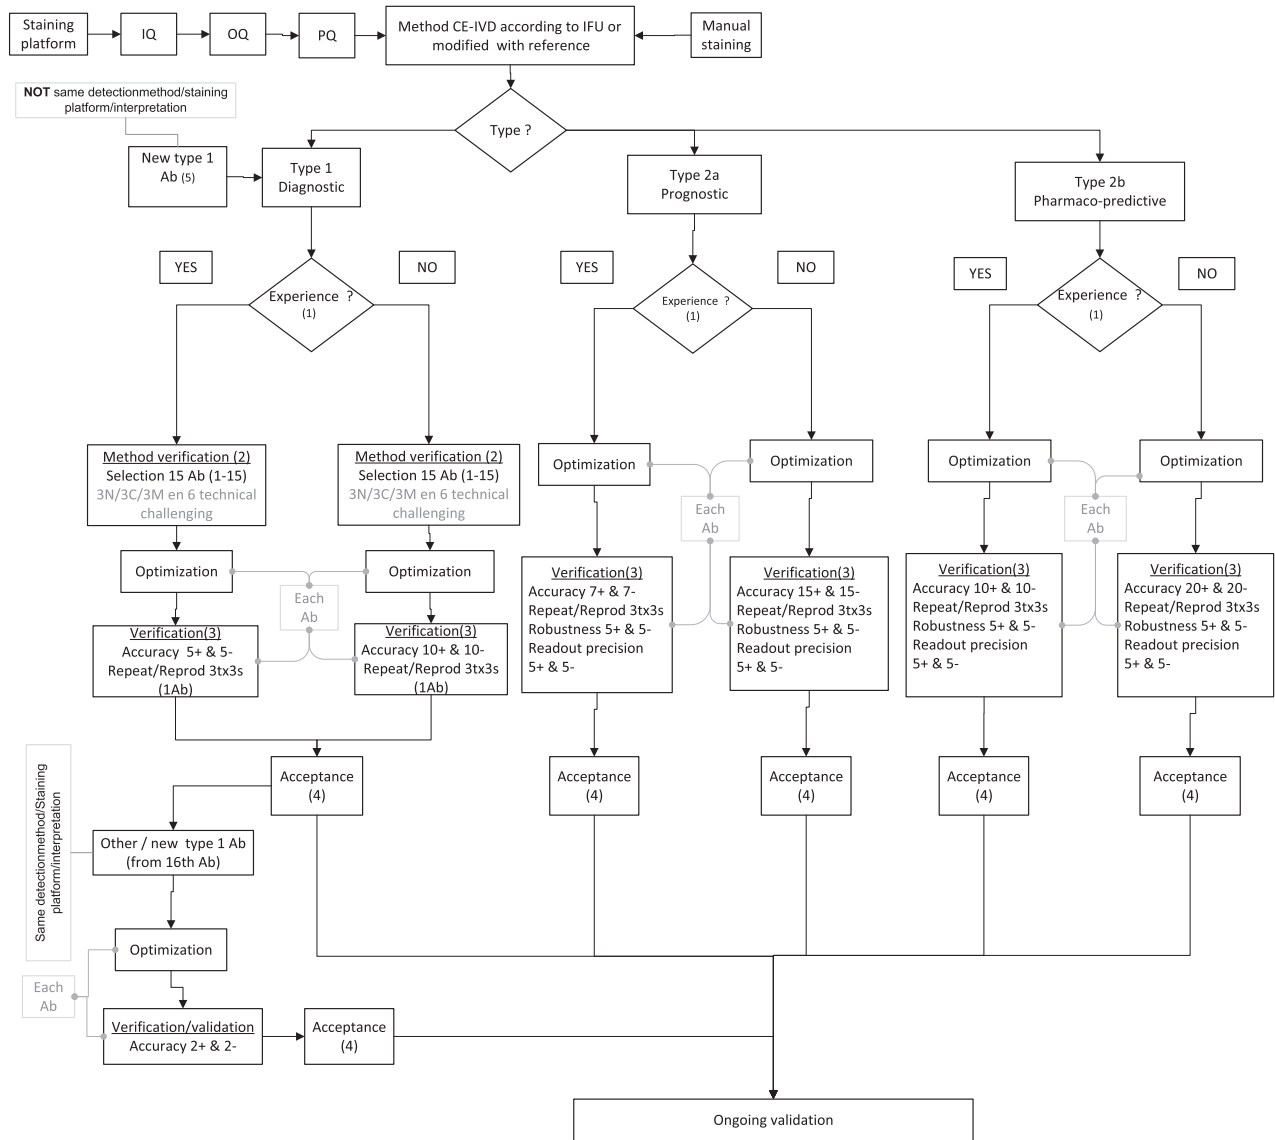 Staining
platform
IQ
OQ
PQ
Method CE-IVD according to IFU or
modified with reference
Manual
staining
NOT same detectionmethod/staining
platform/interpretation
Type ?
New type 1
Ab (5)
Type 1
Diagnostic
Type 2a
Prognostic
Type 2b
Pharmaco-predictive
YES
NO
YES
NO
YES
NO
Experience ?
(1)
Experience ?
(1)
Experience ?
(1)
Method verification (2)
Selection 15 Ab (1-15)
3N/3C/3M en 6 technical
challenging
Method verification (2)
Selection 15 Ab (1-15)
3N/3C/3M en 6 technical
challenging
Optimization
Optimization
Optimization
Optimization
Each
Ab
Each
Ab
Optimization
Optimization
Each
Ab
Verification(3)
Accuracy 5+ & 5-
Repeat/Reprod 3tx3s
(1Ab)
Verification(3)
Accuracy 10+ & 10-
Repeat/Reprod 3tx3s
(1Ab)
Verification(3)
Accuracy 7+ & 7-
Repeat/Reprod 3tx3s
Robustness 5+ & 5-
Readout precision
5+ & 5-
Verification(3)
Accuracy 15+ & 15-
Repeat/Reprod 3tx3s
Robustness 5+ & 5-
Readout precision
5+ & 5-
Verification(3)
Accuracy 10+ & 10-
Repeat/Reprod 3tx3s
Robustness 5+ & 5-
Readout precision
5+ & 5-
Verification(3)
Accuracy 20+ & 20-
Repeat/Reprod 3tx3s
Robustness 5+ & 5-
Readout precision
5+ & 5-
Acceptance
(4)
Acceptance
(4)
Acceptance
(4)
Acceptance
(4)
Acceptance
(4)
Same detectionmethod/Staining
platform/interpretation
Other / new type 1 Ab
(from 16th Ab)
Optimization
Each
Ab
Verification/validation
Accuracy 2+ & 2-
Acceptance
(4)
Ongoing validation